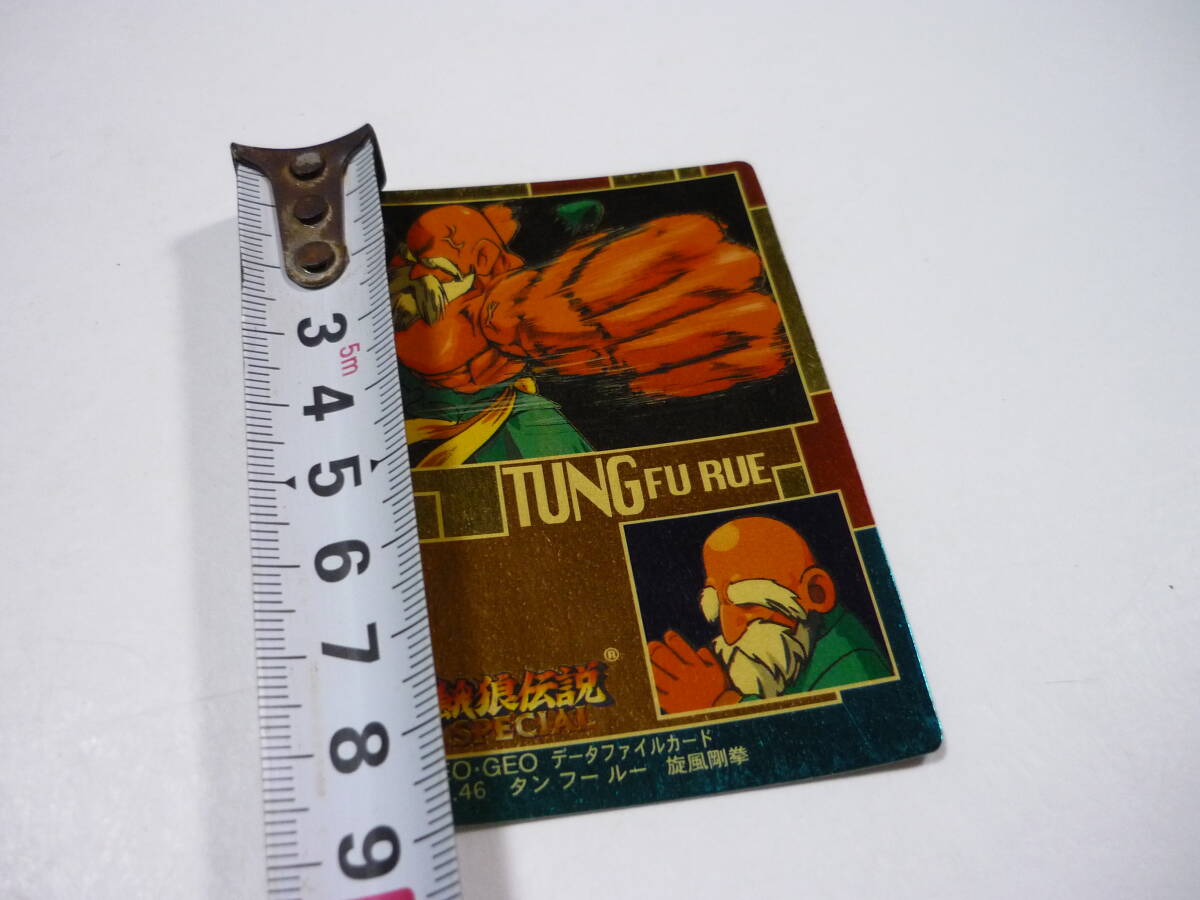 3 5m
4
5
6
7
8
9
TUNG FU RUE
餓狼伝説®
SPECIAL
O·GEO データファイルカード
.46 タン フー ルー 旋風剛拳